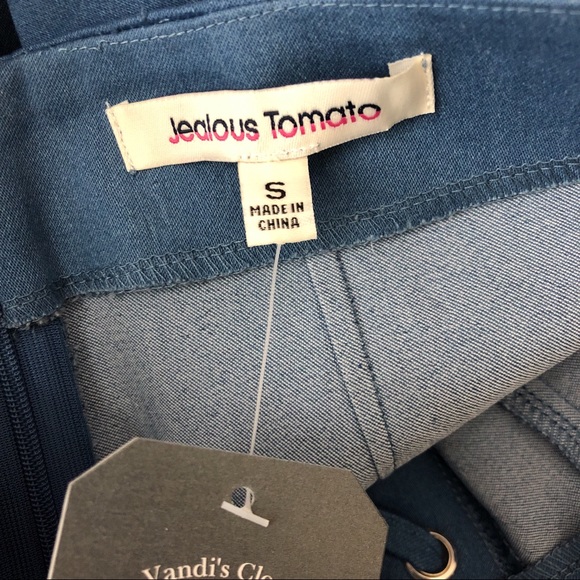 Jealous Tomato
S
MADE IN
CHINA
Vandi's